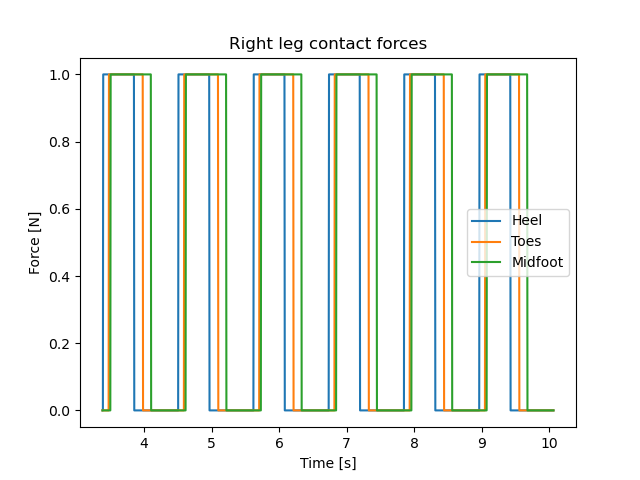 Right leg contact forces
1.0
0.8
0.6
0.4
0.2
0.0
Force [N]
Heel
Toes
Midfoot
4 5 6 7 8 9 10
Time [s]